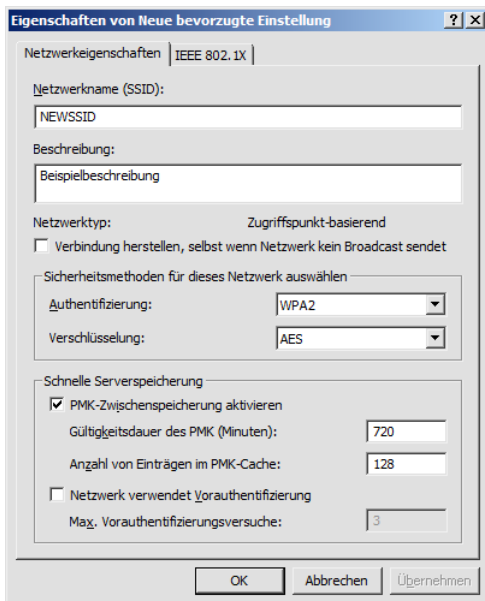 Eigenschaften von Neue bevorzugte Einstellung
Netzwerkeigenschaften IEEE 802.1X
Netzwerkname (SSID):
NEWSSID
Beschreibung:
Beispielbeschreibung
Netzwerktyp: Zugriffspunkt-basierend
Verbindung herstellen, selbst wenn Netzwerk kein Broadcast sendet
Sicherheitsmethoden für dieses Netzwerk auswählen
Authentifizierung: WPA2
Verschlüsselung: AES
Schnelle Serverspeicherung
PMK-Zwischenspeicherung aktivieren
Gültigkeitsdauer des PMK (Minuten): 720
Anzahl von Einträgen im PMK-Cache: 128
Netzwerk verwendet Vorauthentifizierung
Max. Vorauthentifizierungsversuche: 3
OK Abbrechen Übernehmen